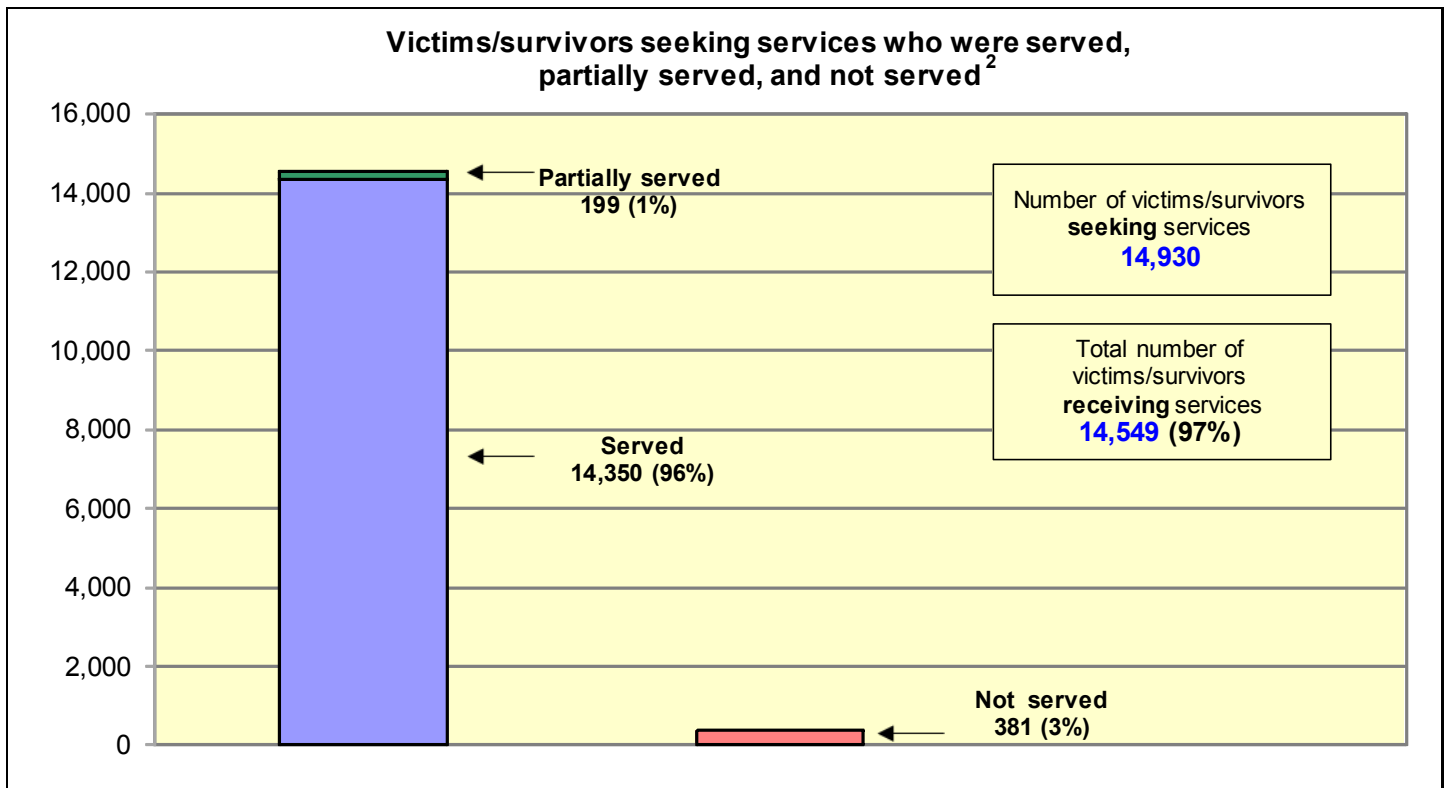 Victims/survivors seeking services who were served,
partially served, and not served 2
16,000
14,000
12,000
10,000
8,000
6,000
4,000
2,000
0
Partially served
199 (1%)
Served
14,350 (96%)
Not served
381 (3%)
Number of victims/survivors
seeking services
14,930
Total number of
victims/survivors
receiving services
14,549 (97%)